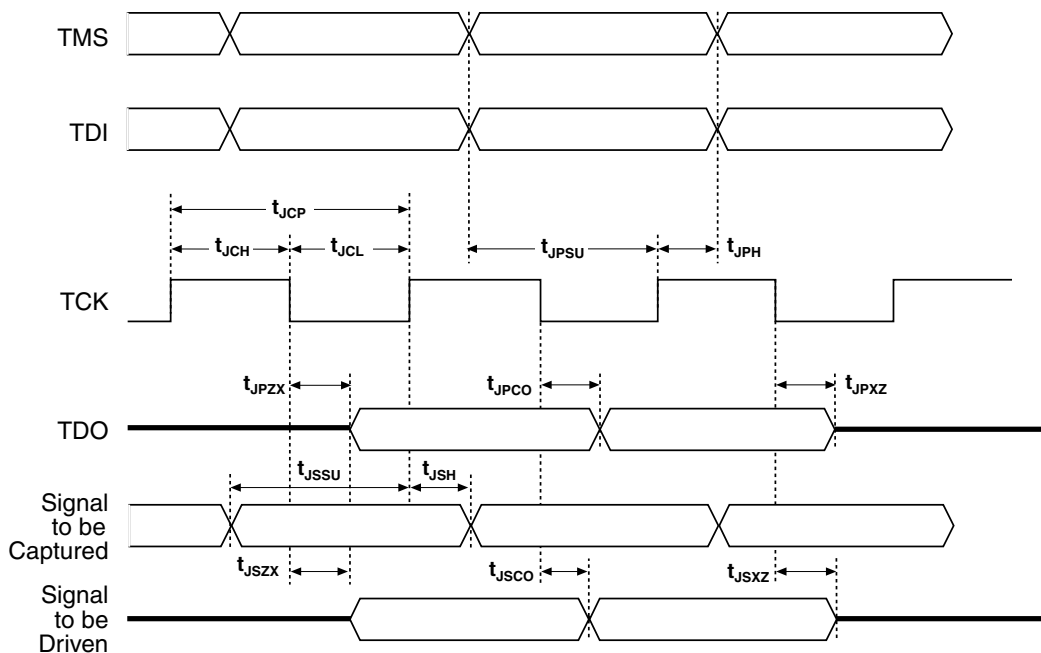 TMS
TDI
tJCP
tJCH
tJCL
tJPSU
tJPH
TCK
tJPZX
tJPCO
tJPXZ
TDO
tJSSU
tJSH
Signal
to be
Captured
tJSZX
tJSCO
tJSXZ
Signal
to be
Driven